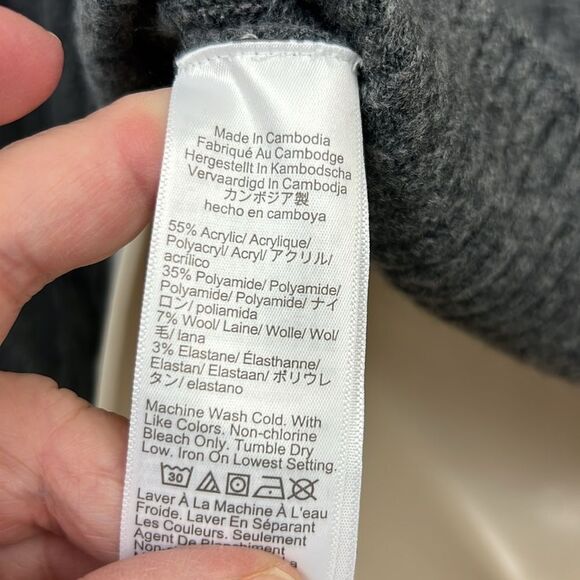 Made In Cambodia
Fabriqué Au Cambodge
Hergestellt In Kambodscha
Vervaardigd In Cambodja
カンボジア製
hecho en camboya
55% Acrylic/ Acrylique/
Polyacryl/ Acryl/ アクリル/
acrílico
35% Polyamide/ Polyamide/
Polyamide/ Polyamide/ ナイ
ロン/ poliamida
7% Wool/ Laine/ Wolle/ Wol/
毛/ lana
3% Elastane/ Élasthanne/
Elastan/ Elastaan/ ポリウレ
タン/ elastano
Machine Wash Cold. With
Like Colors. Non-chlorine
Bleach Only. Tumble Dry
Low. Iron On Lowest Setting.
30
Laver À La Machine À L'eau
Froide. Laver En Séparant
Les Couleurs. Seulement
Agent De Blanchiment